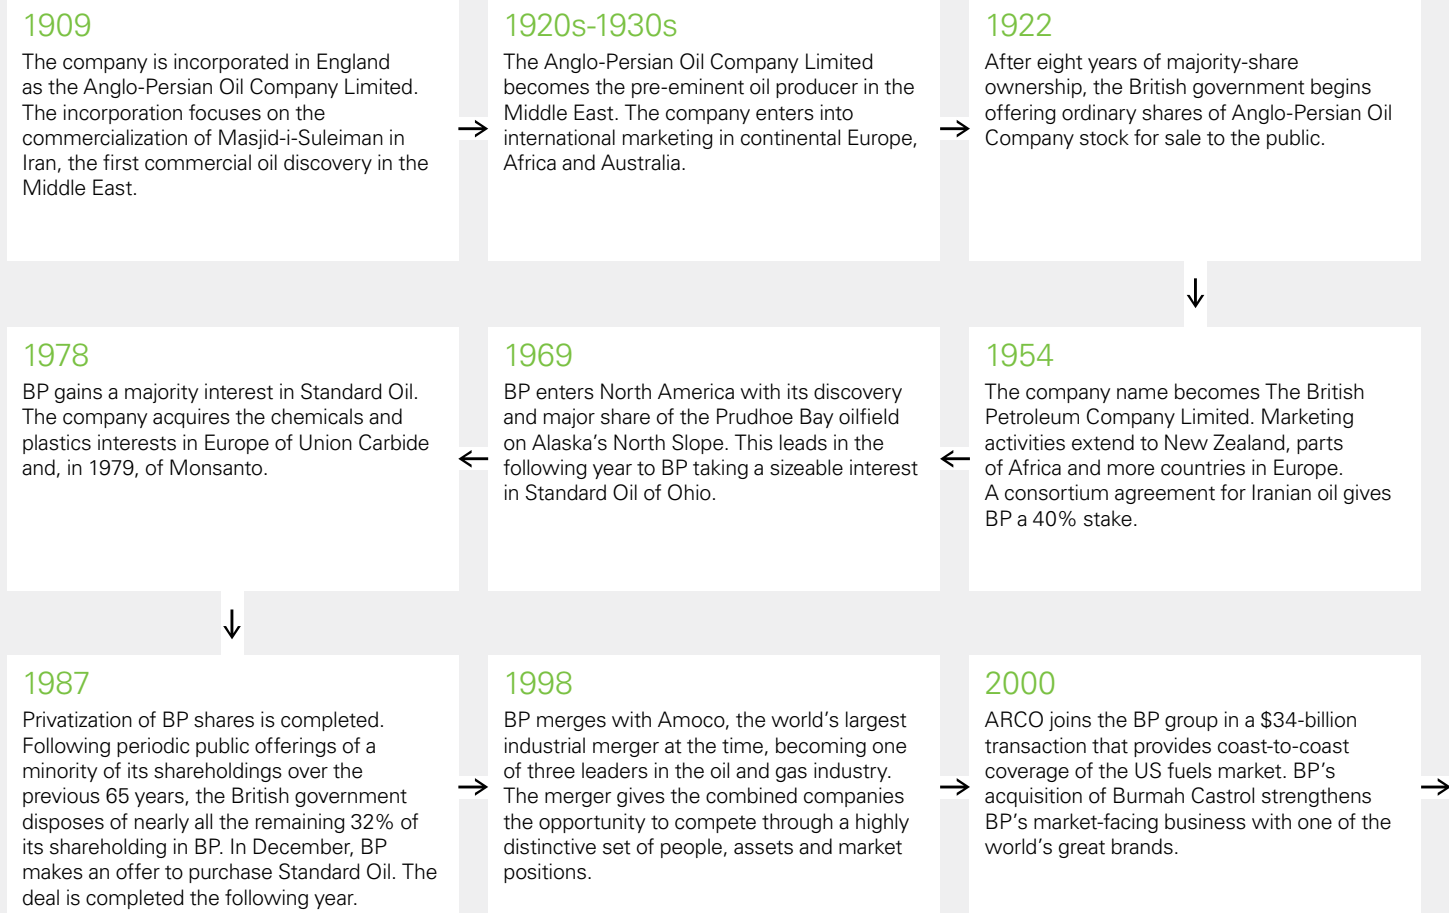 1909
The company is incorporated in England
as the Anglo-Persian Oil Company Limited.
The incorporation focuses on the
commercialization of Masjid-i-Suleiman in
Iran, the first commercial oil discovery in the
Middle East.
1920s-1930s
The Anglo-Persian Oil Company Limited
becomes the pre-eminent oil producer in the
Middle East. The company enters into
international marketing in continental Europe,
Africa and Australia.
1922
After eight years of majority-share
ownership, the British government begins
offering ordinary shares of Anglo-Persian Oil
Company stock for sale to the public.
1954
The company name becomes The British
Petroleum Company Limited. Marketing
activities extend to New Zealand, parts
of Africa and more countries in Europe.
A consortium agreement for Iranian oil gives
BP a 40% stake.
1969
BP enters North America with its discovery
and major share of the Prudhoe Bay oilfield
on Alaska's North Slope. This leads in the
following year to BP taking a sizeable interest
in Standard Oil of Ohio.
1978
BP gains a majority interest in Standard Oil.
The company acquires the chemicals and
plastics interests in Europe of Union Carbide
and, in 1979, of Monsanto.
1987
Privatization of BP shares is completed.
Following periodic public offerings of a
minority of its shareholdings over the
previous 65 years, the British government
disposes of nearly all the remaining 32% of
its shareholding in BP. In December, BP
makes an offer to purchase Standard Oil. The
deal is completed the following year.
1998
BP merges with Amoco, the world's largest
industrial merger at the time, becoming one
of three leaders in the oil and gas industry.
The merger gives the combined companies
the opportunity to compete through a highly
distinctive set of people, assets and market
positions.
2000
ARCO joins the BP group in a $34-billion
transaction that provides coast-to-coast
coverage of the US fuels market. BP's
acquisition of Burmah Castrol strengthens
BP's market-facing business with one of the
world's great brands.